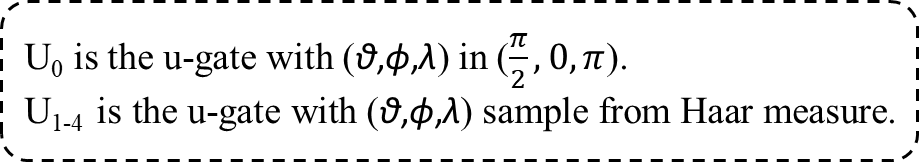 U₀ is the u-gate with (ϑ,ϕ,λ) in (π/2, 0, π).
U₁₋₄ is the u-gate with (ϑ,ϕ,λ) sample from Haar measure.